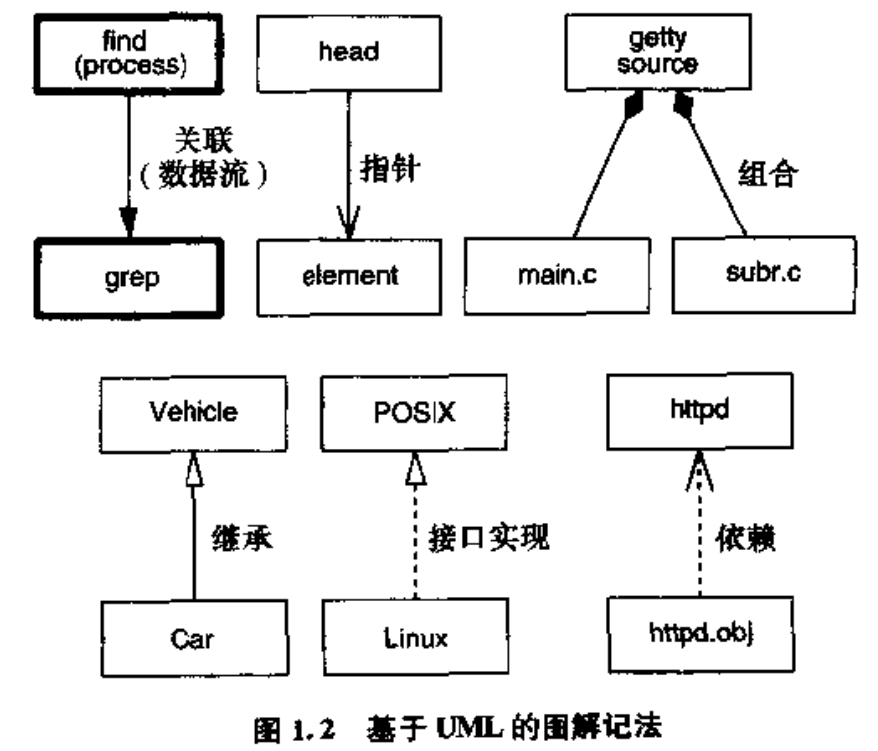 find
(process)
head
getty
source
关联
(数据流)
指针
组合
grep
element
main.c
subr.c
Vehicle
POSIX
httpd
继承
接口实现
依赖
Car
Linux
httpd.obj
图 1.2 基于 UML 的图解记法